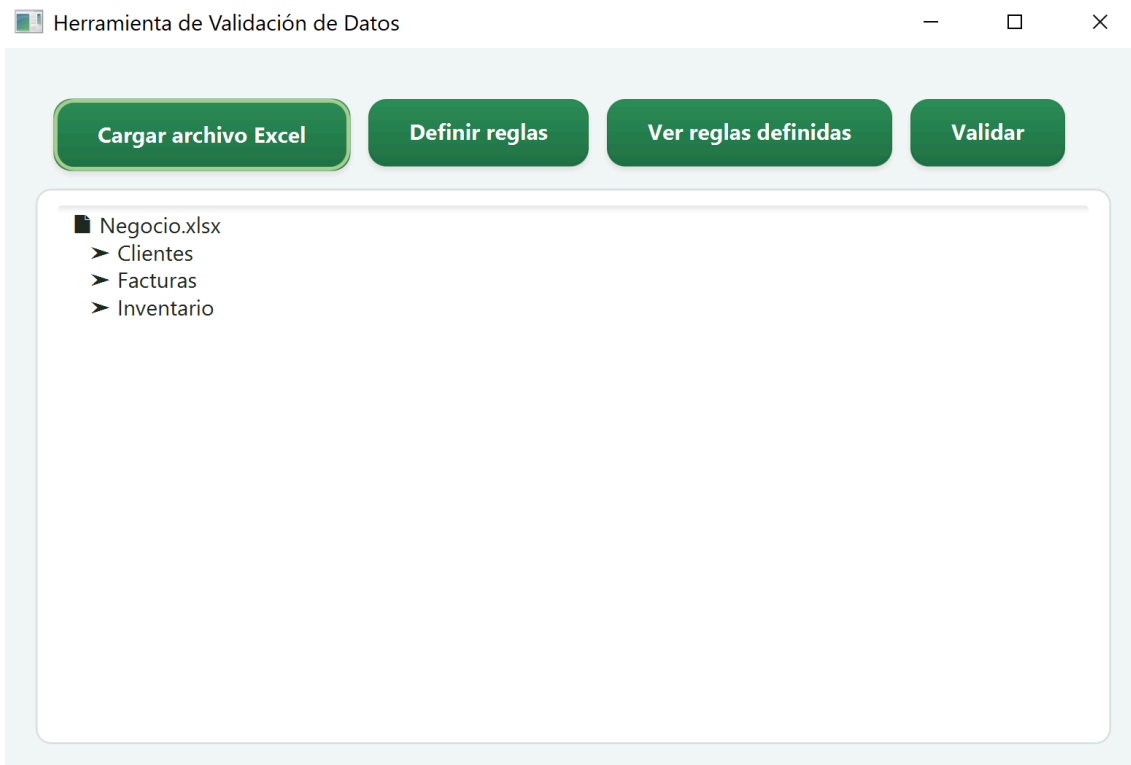 Herramienta de Validación de Datos
Cargar archivo Excel
Definir reglas
Ver reglas definidas
Validar
Negocio.xlsx
➤ Clientes
➤ Facturas
➤ Inventario